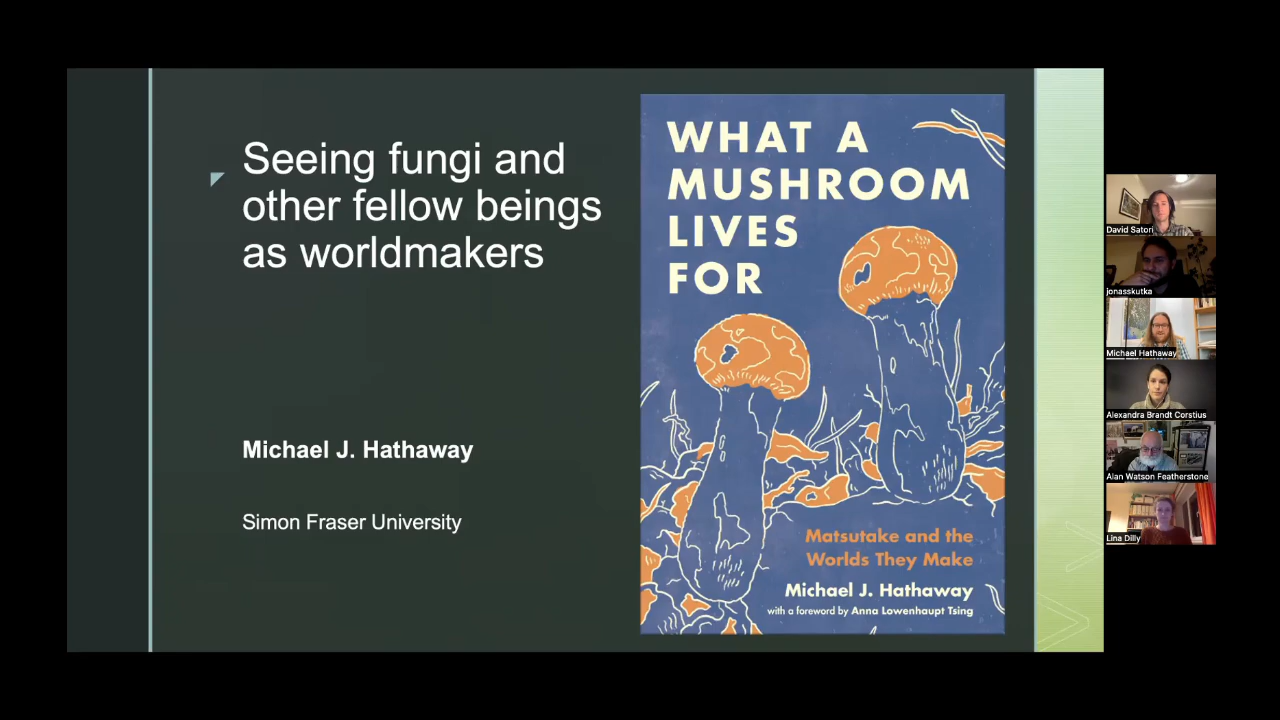 Seeing fungi and
other fellow beings
as worldmakers
Michael J. Hathaway
Simon Fraser University
WHAT A
MUSHROOM
LIVES
FOR
Matsutake and the
Worlds They Make
Michael J. Hathaway
with a foreword by Anna Lowenhaupt Tsing
David Satori
jonasskutka
Michael Hathaway
Alexandra Brandt Corstius
Alan Watson Featherstone
Lina Dilly